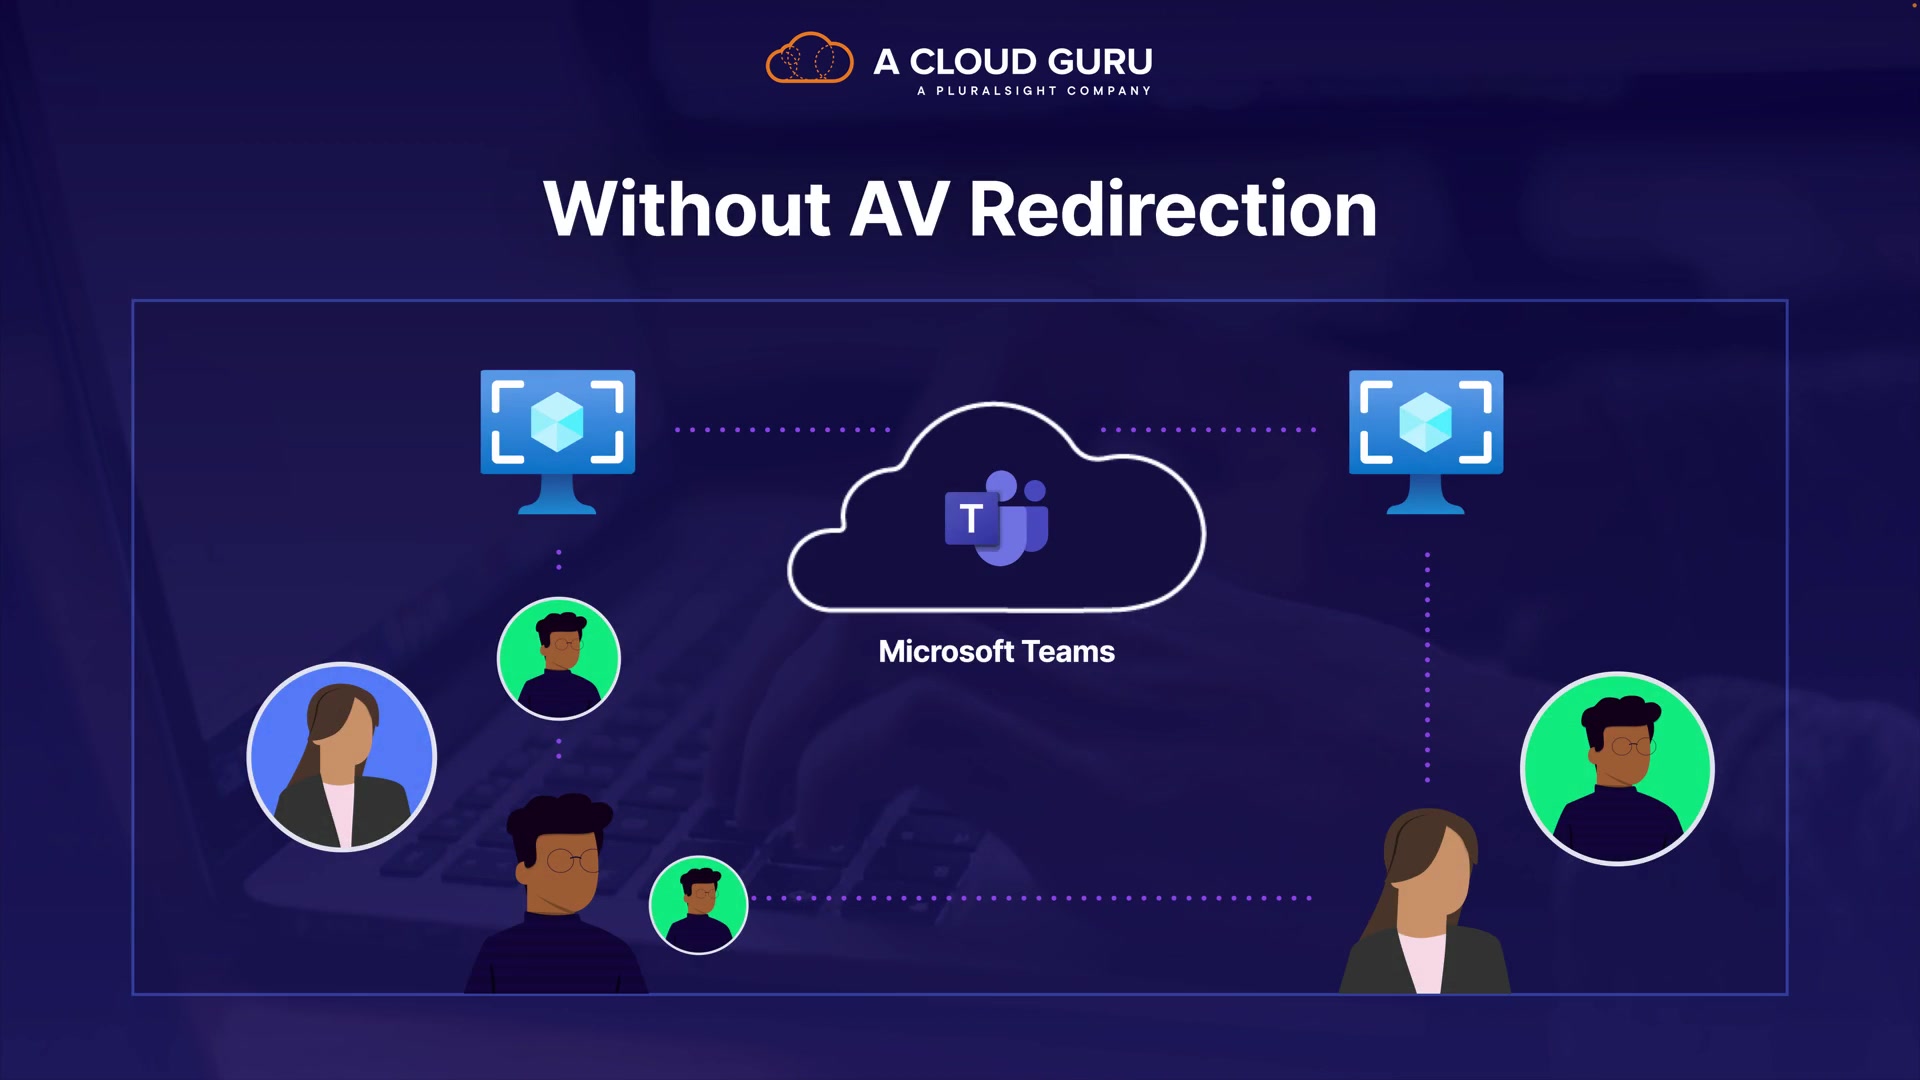 A CLOUD GURU
A PLURALSIGHT COMPANY
Without AV Redirection
T
Microsoft Teams